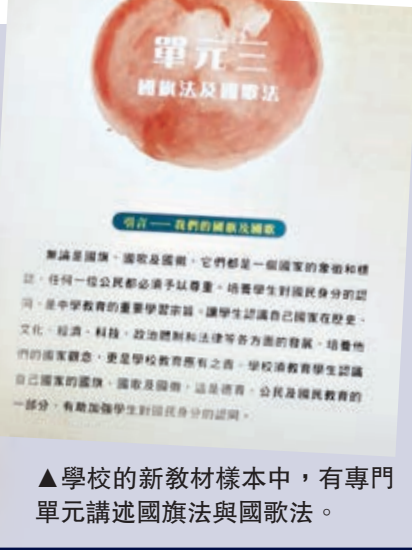 單元三
國旗法及國歌法
引言 — 我們的國旗及國歌
無論是國旗、國歌及國徽，它們都是一個國家的象徵和標
誌，任何一位公民都必須予以尊重。培養學生對國民身分的認
同，是中學教育的重要學習宗旨。讓學生認識自己國家在歷史、
文化、經濟、科技、政治體制和法律等各方面的發展，培養他
們的國家觀念，更是學校教育應有之責。學校須教育學生認識
自己國家的國旗、國歌及國徽，這是德育、公民及國民教育的
一部分，有助加強學生對國民身分的認同。
▲學校的新教材樣本中，有專門
單元講述國旗法與國歌法。